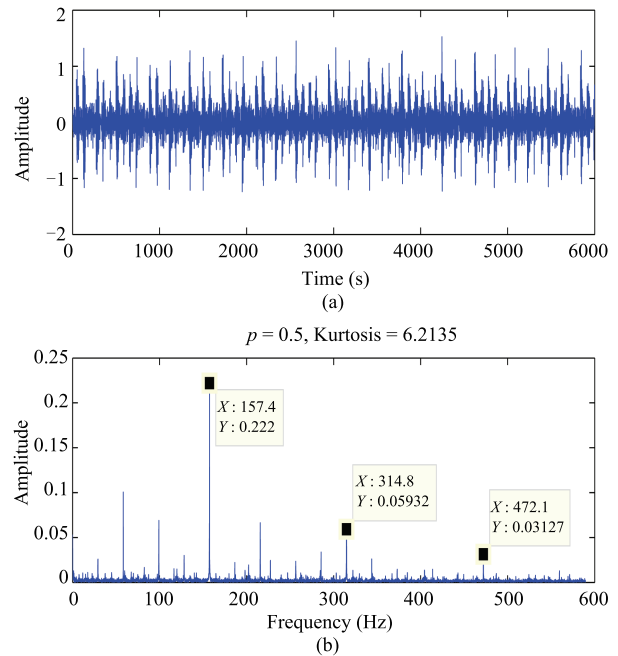 2
1
0
−1
−2
Amplitude
0
1000
2000
3000
4000
5000
6000
Time (s)
(a)
p = 0.5, Kurtosis = 6.2135
0.25
0.2
0.15
0.1
0.05
0
Amplitude
X : 157.4
Y : 0.222
X : 314.8
Y : 0.05932
X : 472.1
Y : 0.03127
0
100
200
300
400
500
600
Frequency (Hz)
(b)